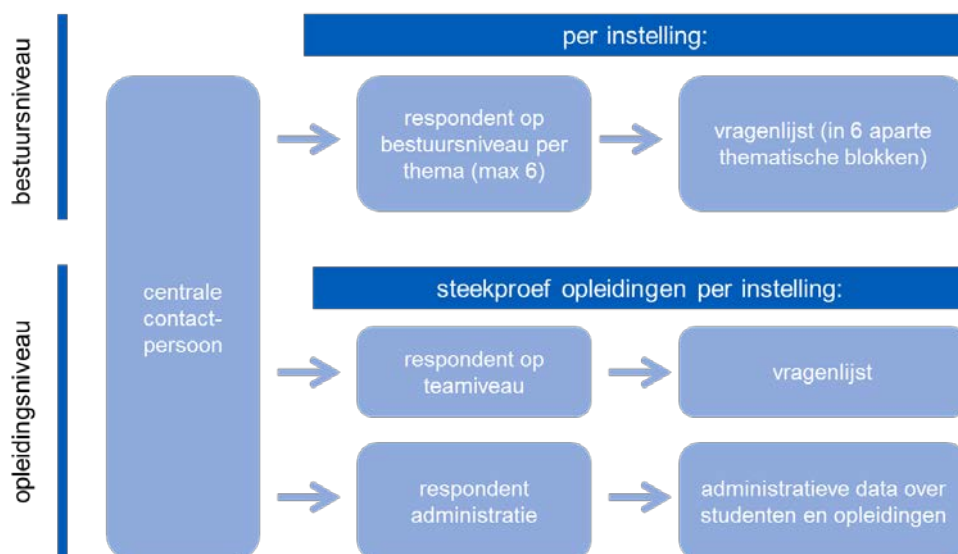 bestuursniveau
per instelling:
respondent op
bestuursniveau per
thema (max 6)
vragenlijst (in 6 aparte
thematische blokken)
centrale
contact-
persoon
opleidingsniveau
steekproef opleidingen per instelling:
respondent op
teamiveau
vragenlijst
respondent
administratie
administratieve data over
studenten en opleidingen